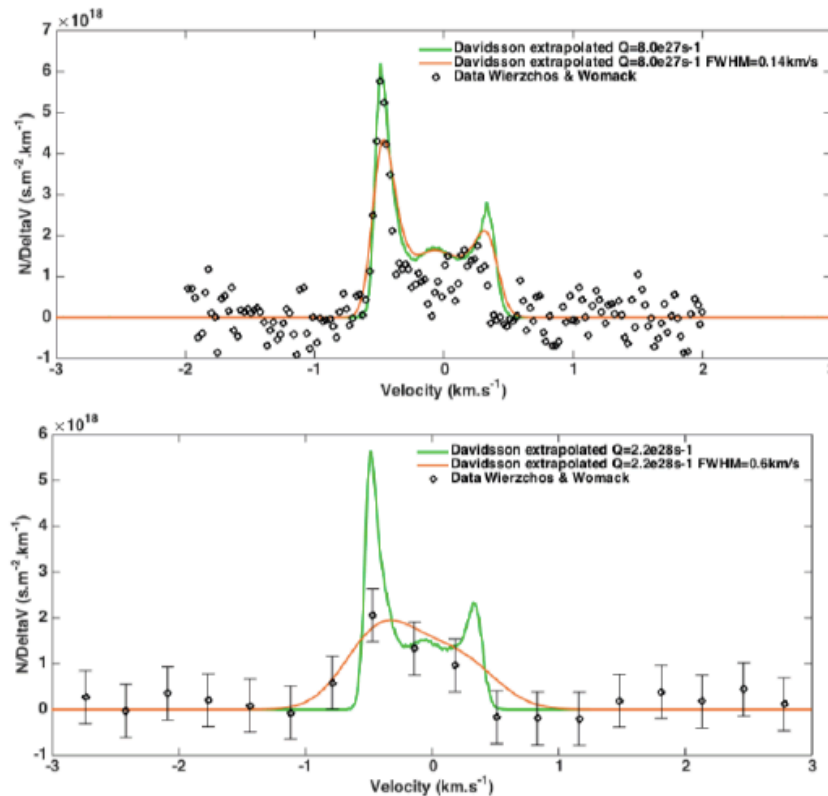 ×10^18
7
6
5
4
3
2
1
0
-1
N/DeltaV (s.m^-2.km^-1)
Davidsson extrapolated Q=8.0e27s-1
Davidsson extrapolated Q=8.0e27s-1 FWHM=0.14km/s
Data Wierzchos & Womack
-3 -2 -1 0 1 2 3
Velocity (km.s^-1)
×10^18
6
5
4
3
2
1
0
-1
N/DeltaV (s.m^-2.km^-1)
Davidsson extrapolated Q=2.2e28s-1
Davidsson extrapolated Q=2.2e28s-1 FWHM=0.6km/s
Data Wierzchos & Womack
-3 -2 -1 0 1 2 3
Velocity (km.s^-1)